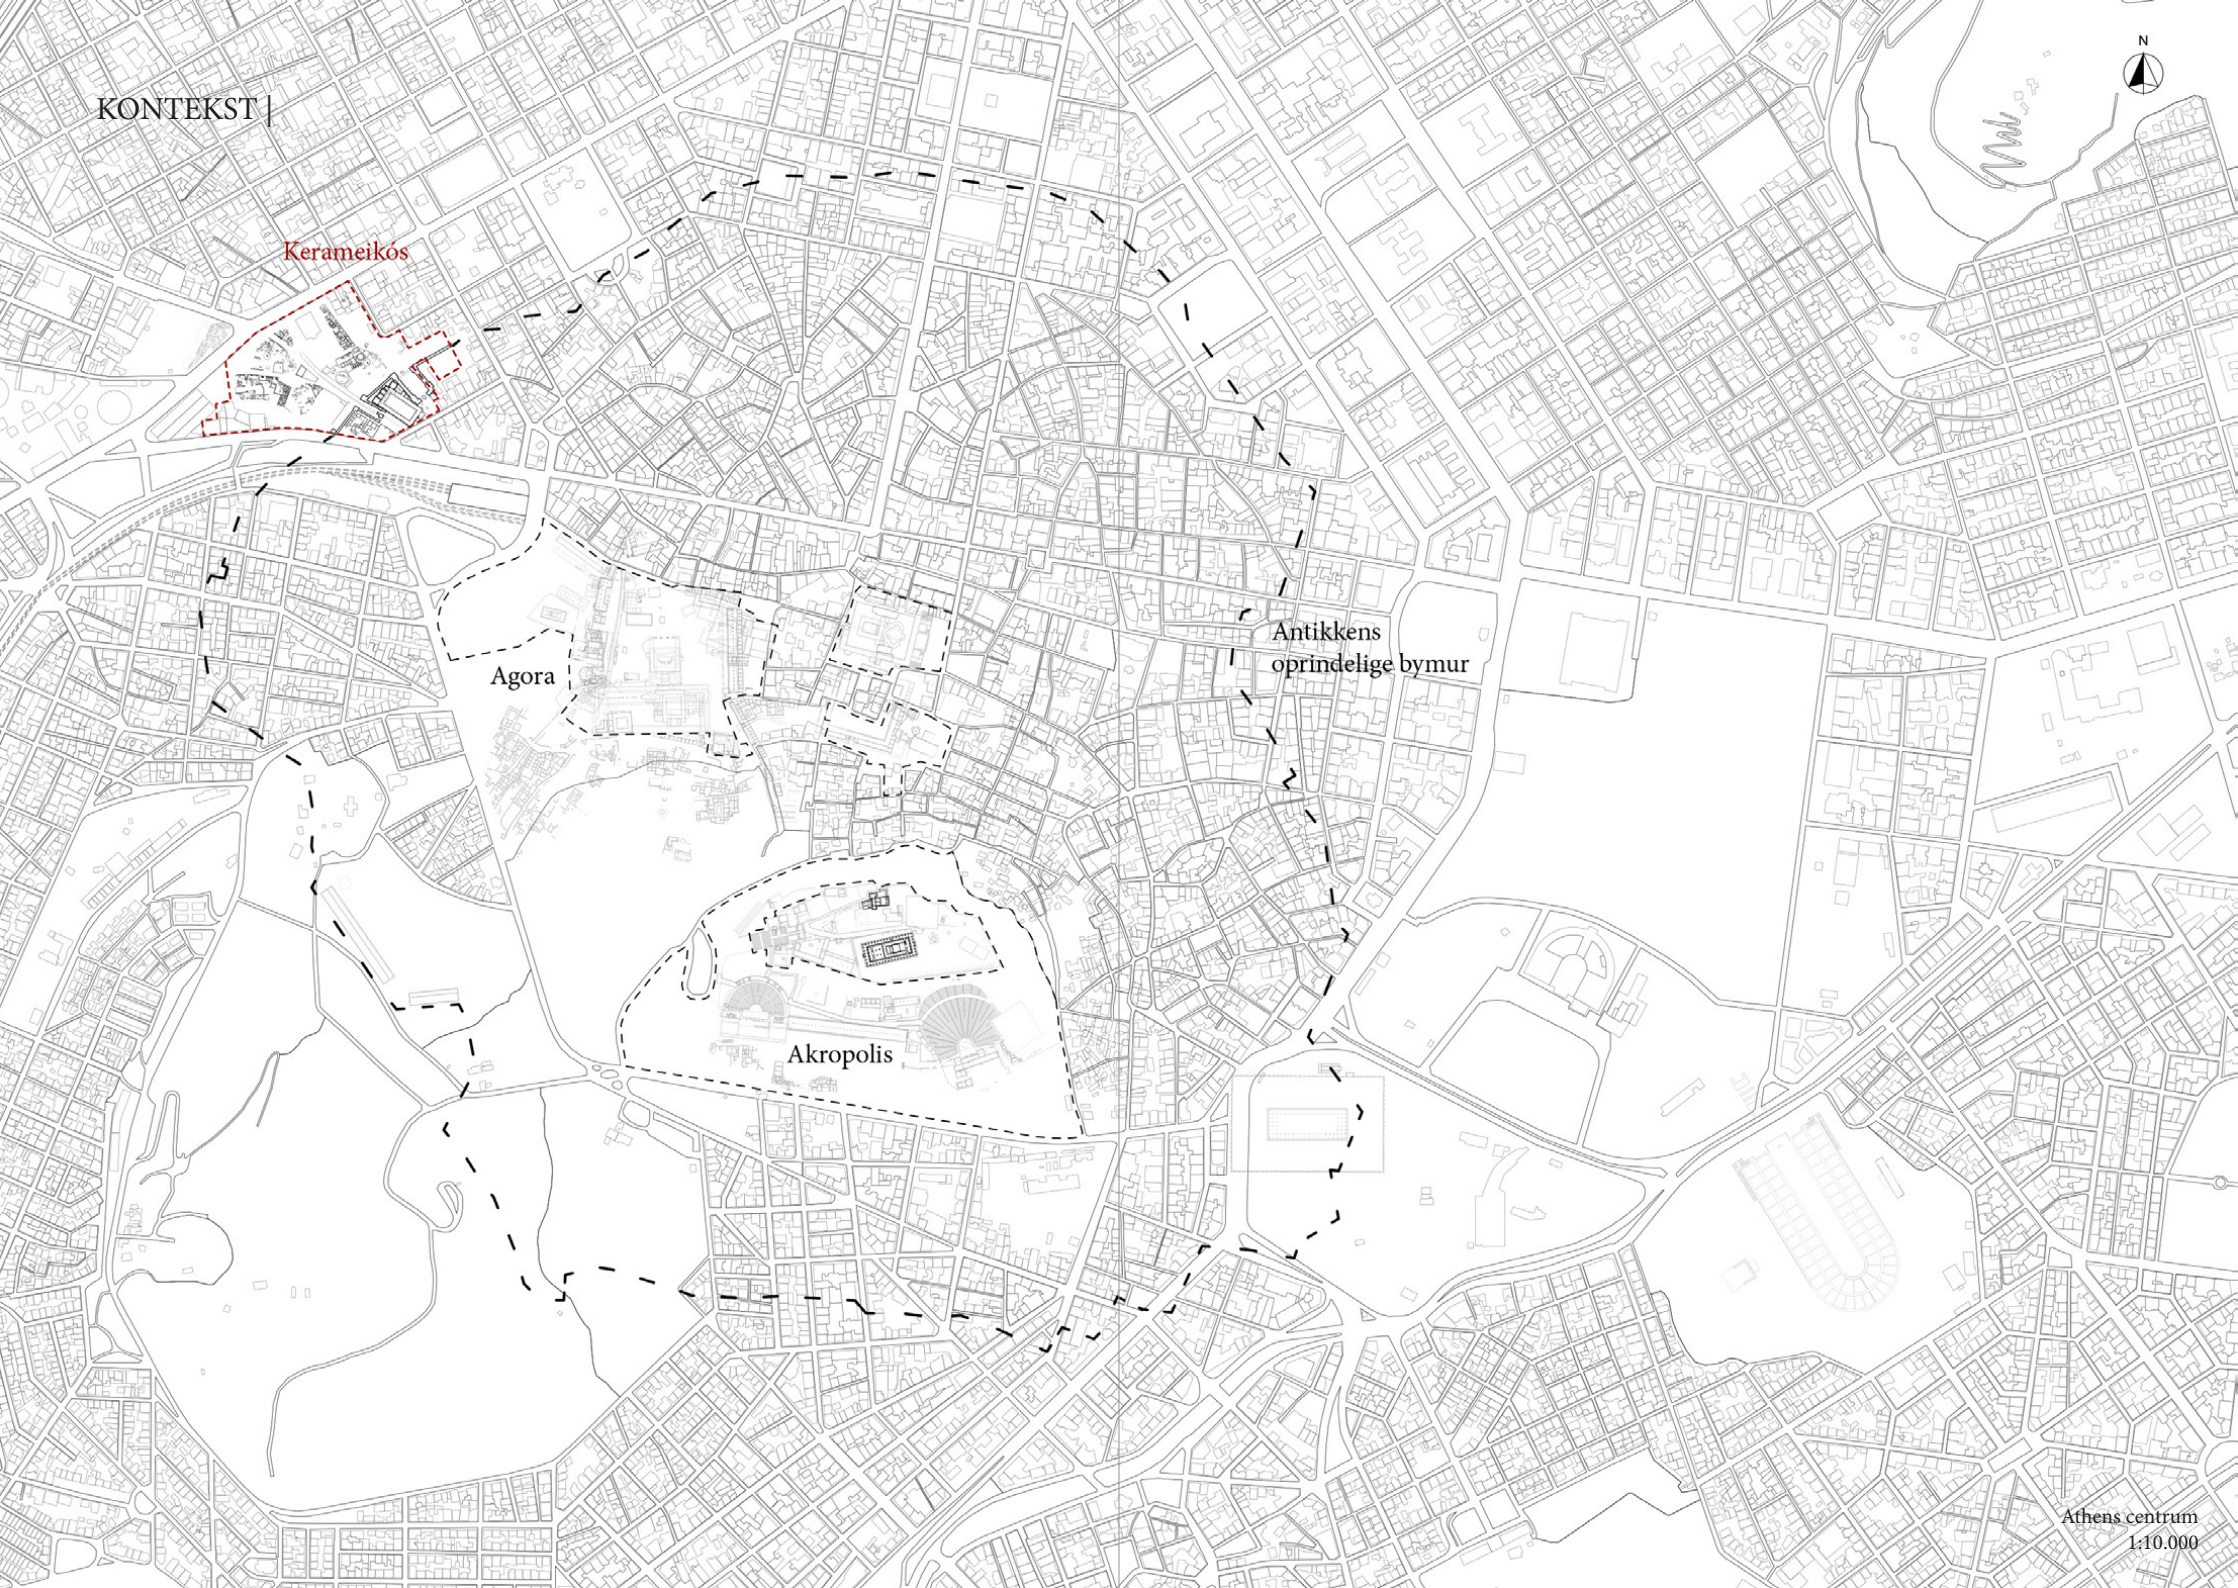 N
KONTEKST |
Kerameikós
Antikkens
oprindelige bymur
Agora
Akropolis
Athens centrum
1:10.000